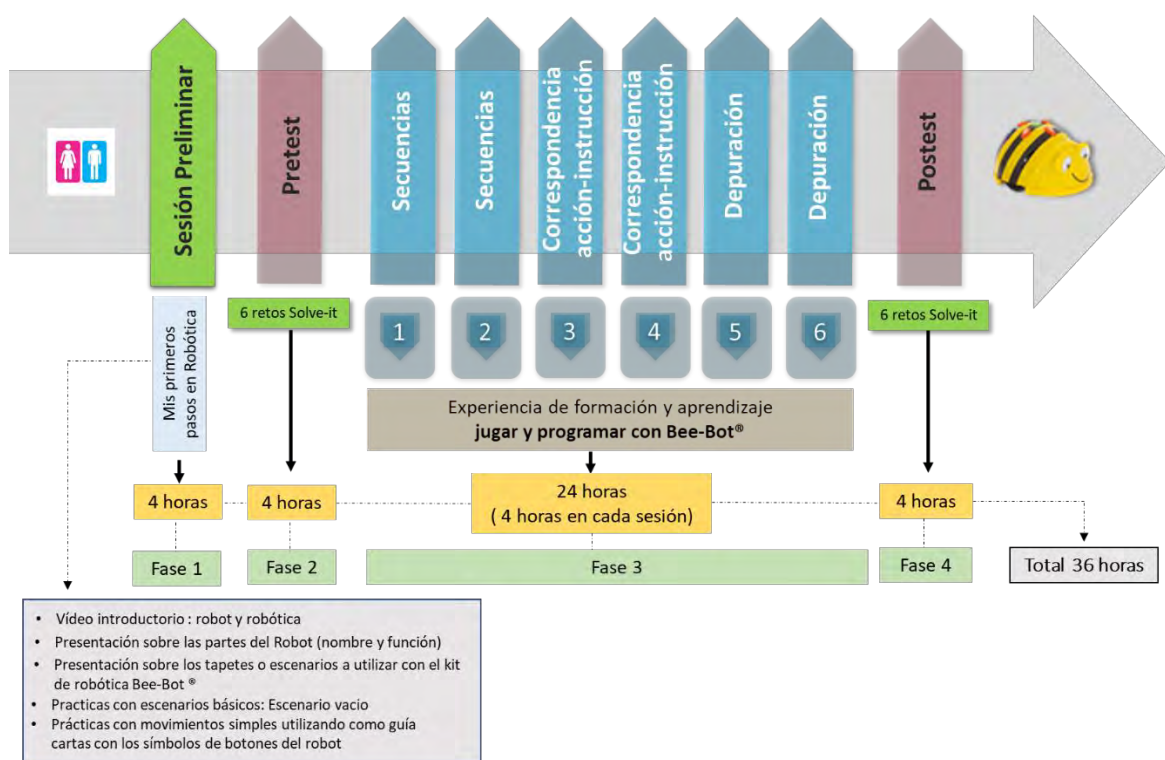 Sesión Preliminar
Pretest
Secuencias
Secuencias
Correspondencia
acción-instrucción
Correspondencia
acción-instrucción
Depuración
Depuración
Postest
Mis primeros
pasos en Robótica
6 retos Solve-it
1
2
3
4
5
6
6 retos Solve-it
Experiencia de formación y aprendizaje
jugar y programar con Bee-Bot®
4 horas
4 horas
24 horas
( 4 horas en cada sesión)
4 horas
Fase 1
Fase 2
Fase 3
Fase 4
Total 36 horas
• Vídeo introductorio : robot y robótica
• Presentación sobre las partes del Robot (nombre y función)
• Presentación sobre los tapetes o escenarios a utilizar con el kit
de robótica Bee-Bot ®
• Practicas con escenarios básicos: Escenario vacio
• Prácticas con movimientos simples utilizando como guía
cartas con los símbolos de botones del robot